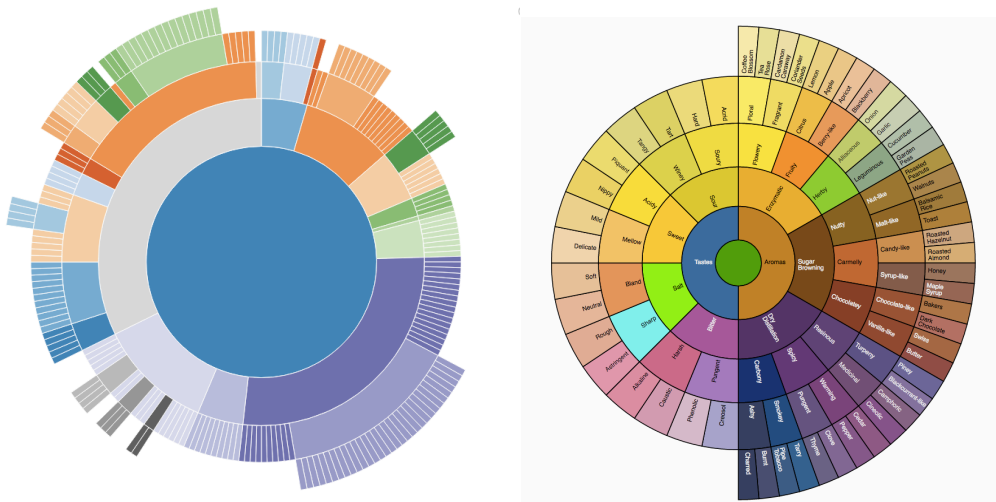 Tastes
Aromas
Sour
Sweet
Salt
Bitter
Enzymatic
Sugar
Browning
Dry
Distillation
Soury
Winey
Acidy
Mellow
Bland
Sharp
Harsh
Pungent
Flowery
Fruity
Herby
Nutty
Carmelly
Chocolatey
Resinous
Spicy
Carbony
Acrid
Hard
Tart
Tangy
Piquant
Nippy
Mild
Delicate
Soft
Neutral
Rough
Astringent
Alkaline
Caustic
Phenolic
Creosol
Floral
Fragrant
Citrus
Berry-like
Alliaceous
Leguminous
Nut-like
Malt-like
Candy-like
Syrup-like
Chocolate-like
Vanilla-like
Turpeny
Medicinal
Warming
Pungent
Smokey
Ashy
Coffee
Blossom
Tea
Rose
Cardamon
Caraway
Coriander
Seeds
Lemon
Apple
Apricot
Blackberry
Onion
Garlic
Cucumber
Garden
Peas
Roasted
Peanuts
Walnuts
Balsamic
Rice
Toast
Roasted
Hazelnut
Roasted
Almond
Honey
Maple
Syrup
Bakers
Dark
Chocolate
Swiss
Butter
Piney
Blackcurrant-like
Camphoric
Cineolic
Cedar
Pepper
Clove
Thyme
Tarry
Pipe
Tobacco
Burnt
Charred